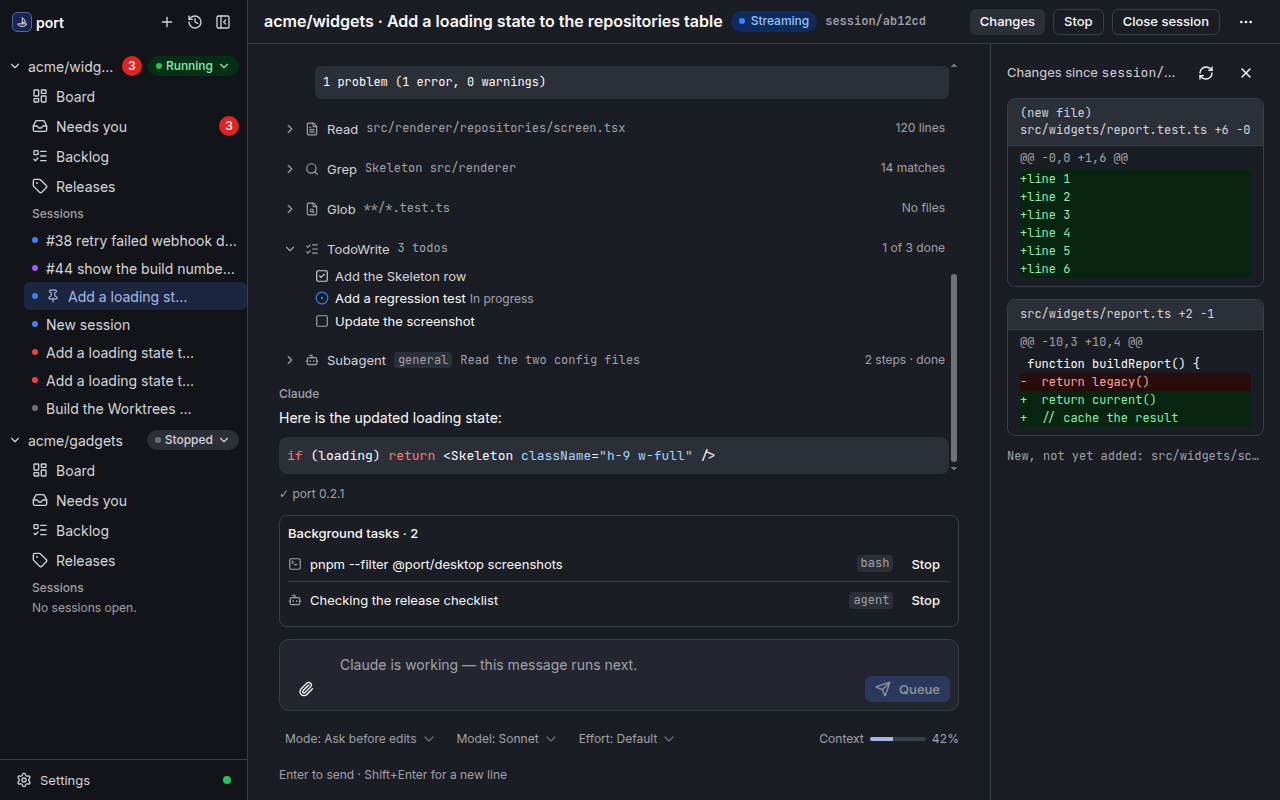 port
acme/widg... 3 Running
Board
Needs you 3
Backlog
Releases
Sessions
#38 retry failed webhook d...
#44 show the build numbe...
Add a loading st...
New session
Add a loading state t...
Add a loading state t...
Build the Worktrees ...
acme/gadgets Stopped
Board
Needs you
Backlog
Releases
Sessions
No sessions open.
Settings
acme/widgets · Add a loading state to the repositories table Streaming session/ab12cd Changes Stop Close session
1 problem (1 error, 0 warnings)
Read src/renderer/repositories/screen.tsx 120 lines
Grep Skeleton src/renderer 14 matches
Glob **/*.test.ts No files
TodoWrite 3 todos 1 of 3 done
Add the Skeleton row
Add a regression test In progress
Update the screenshot
Subagent general Read the two config files 2 steps · done
Claude
Here is the updated loading state:
if (loading) return <Skeleton className="h-9 w-full" />
✓ port 0.2.1
Background tasks · 2
pnpm --filter @port/desktop screenshots bash Stop
Checking the release checklist agent Stop
Claude is working — this message runs next.
Queue
Mode: Ask before edits Model: Sonnet Effort: Default Context 42%
Enter to send · Shift+Enter for a new line
Changes since session/...
(new file)
src/widgets/report.test.ts +6 -0
@@ -0,0 +1,6 @@
+line 1
+line 2
+line 3
+line 4
+line 5
+line 6
src/widgets/report.ts +2 -1
@@ -10,3 +10,4 @@
function buildReport() {
-  return legacy()
+  return current()
+  // cache the result
New, not yet added: src/widgets/sc...